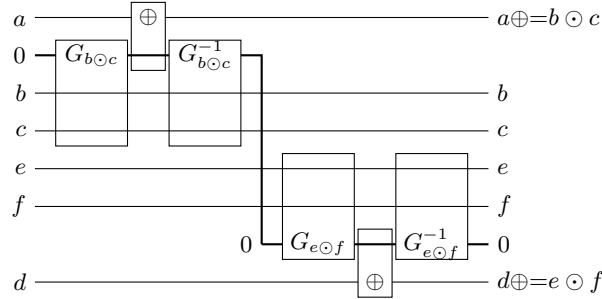 a ⊕ a⊕=b ⊙ c
0 G_{b⊙c} G^{-1}_{b⊙c}
b b
c c
e e
f f
0 G_{e⊙f} G^{-1}_{e⊙f} 0
d ⊕ d⊕=e ⊙ f